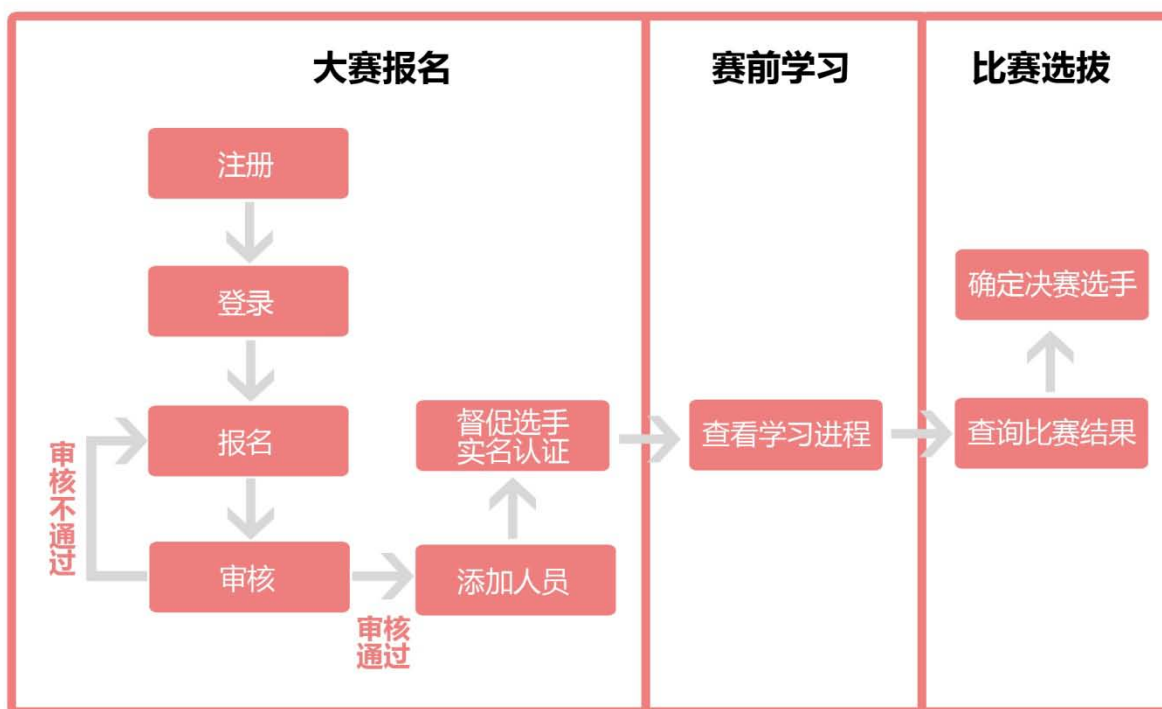 大赛报名
赛前学习
比赛选拔
注册
登录
报名
审核
审核不通过
审核
通过
添加人员
督促选手
实名认证
查看学习进程
查询比赛结果
确定决赛选手